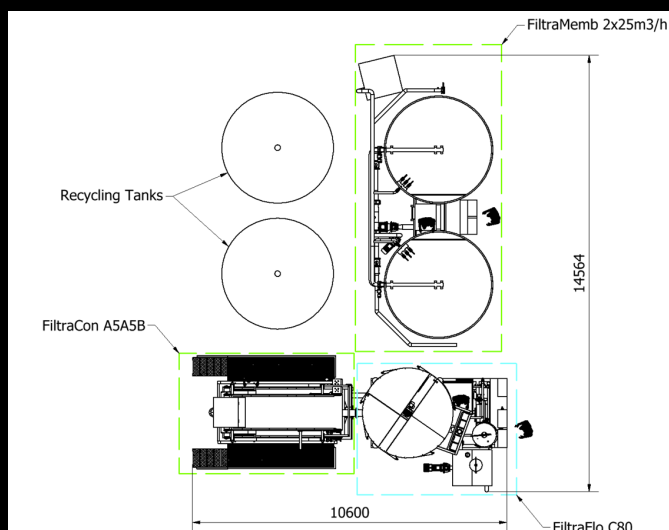 FiltraMemb 2x25m3/h
Recycling Tanks
14564
FiltraCon A5A5B
10600
FiltraFlo C80